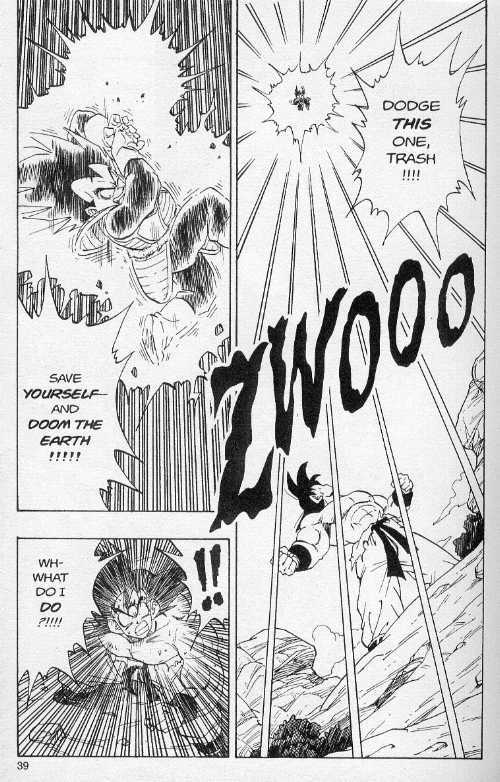 DODGE
THIS
ONE,
TRASH
!!!!
ZWOOO
SAVE
YOURSELF—
AND
DOOM THE
EARTH
!!!!!
!!
WH-
WHAT
DO I
DO
?!!!!
39